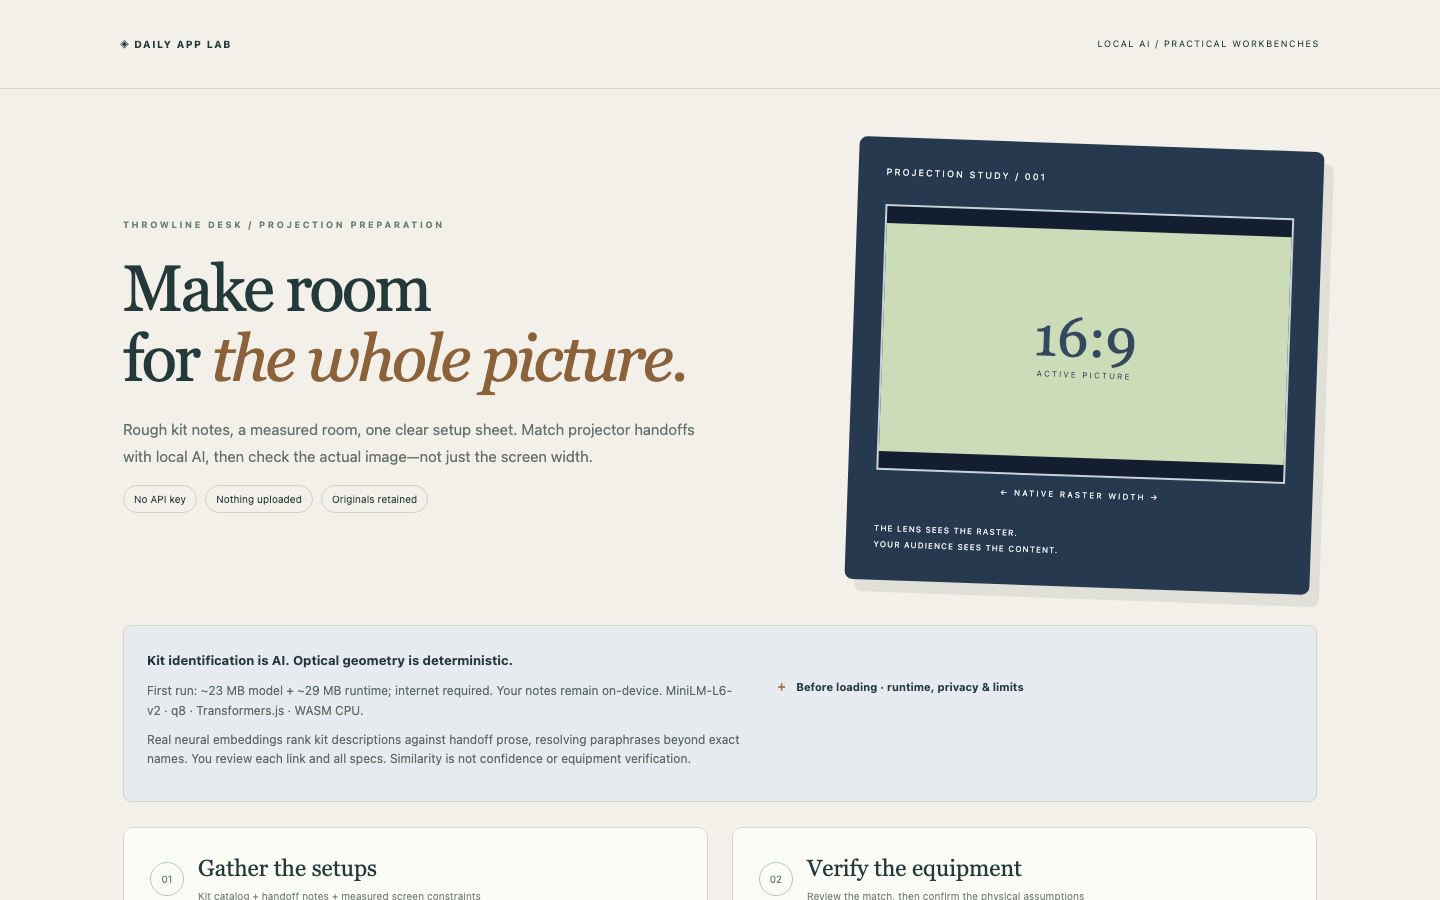 ◈ DAILY APP LAB
LOCAL AI / PRACTICAL WORKBENCHES
THROWLINE DESK / PROJECTION PREPARATION
Make room
for the whole picture.
Rough kit notes, a measured room, one clear setup sheet. Match projector handoffs
with local AI, then check the actual image—not just the screen width.
No API key
Nothing uploaded
Originals retained
PROJECTION STUDY / 001
16:9
ACTIVE PICTURE
← NATIVE RASTER WIDTH →
THE LENS SEES THE RASTER.
YOUR AUDIENCE SEES THE CONTENT.
Kit identification is AI. Optical geometry is deterministic.
First run: ~23 MB model + ~29 MB runtime; internet required. Your notes remain on-device. MiniLM-L6-
v2 · q8 · Transformers.js · WASM CPU.
Real neural embeddings rank kit descriptions against handoff prose, resolving paraphrases beyond exact
names. You review each link and all specs. Similarity is not confidence or equipment verification.
+ Before loading · runtime, privacy & limits
01
Gather the setups
Kit catalog + handoff notes + measured screen constraints
02
Verify the equipment
Review the match, then confirm the physical assumptions